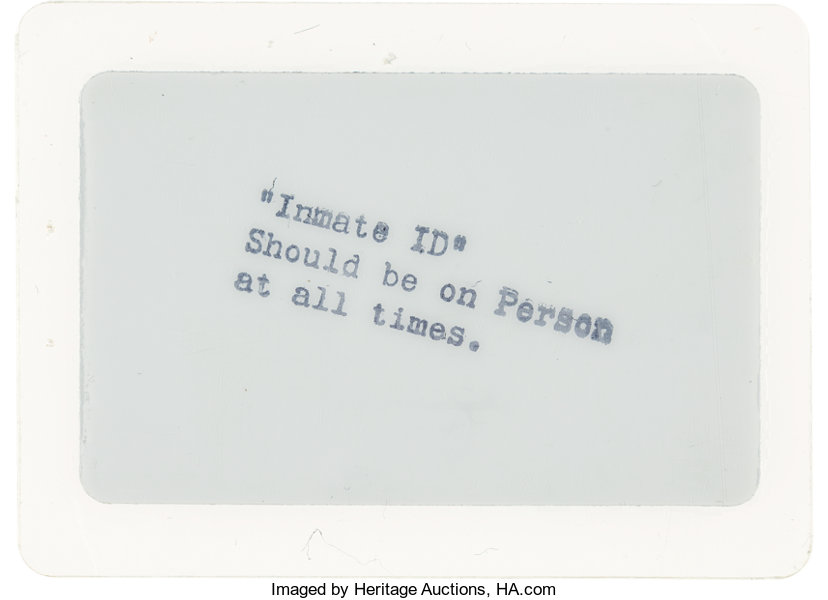 "Inmate ID"
Should be on Person
at all times.
Imaged by Heritage Auctions, HA.com